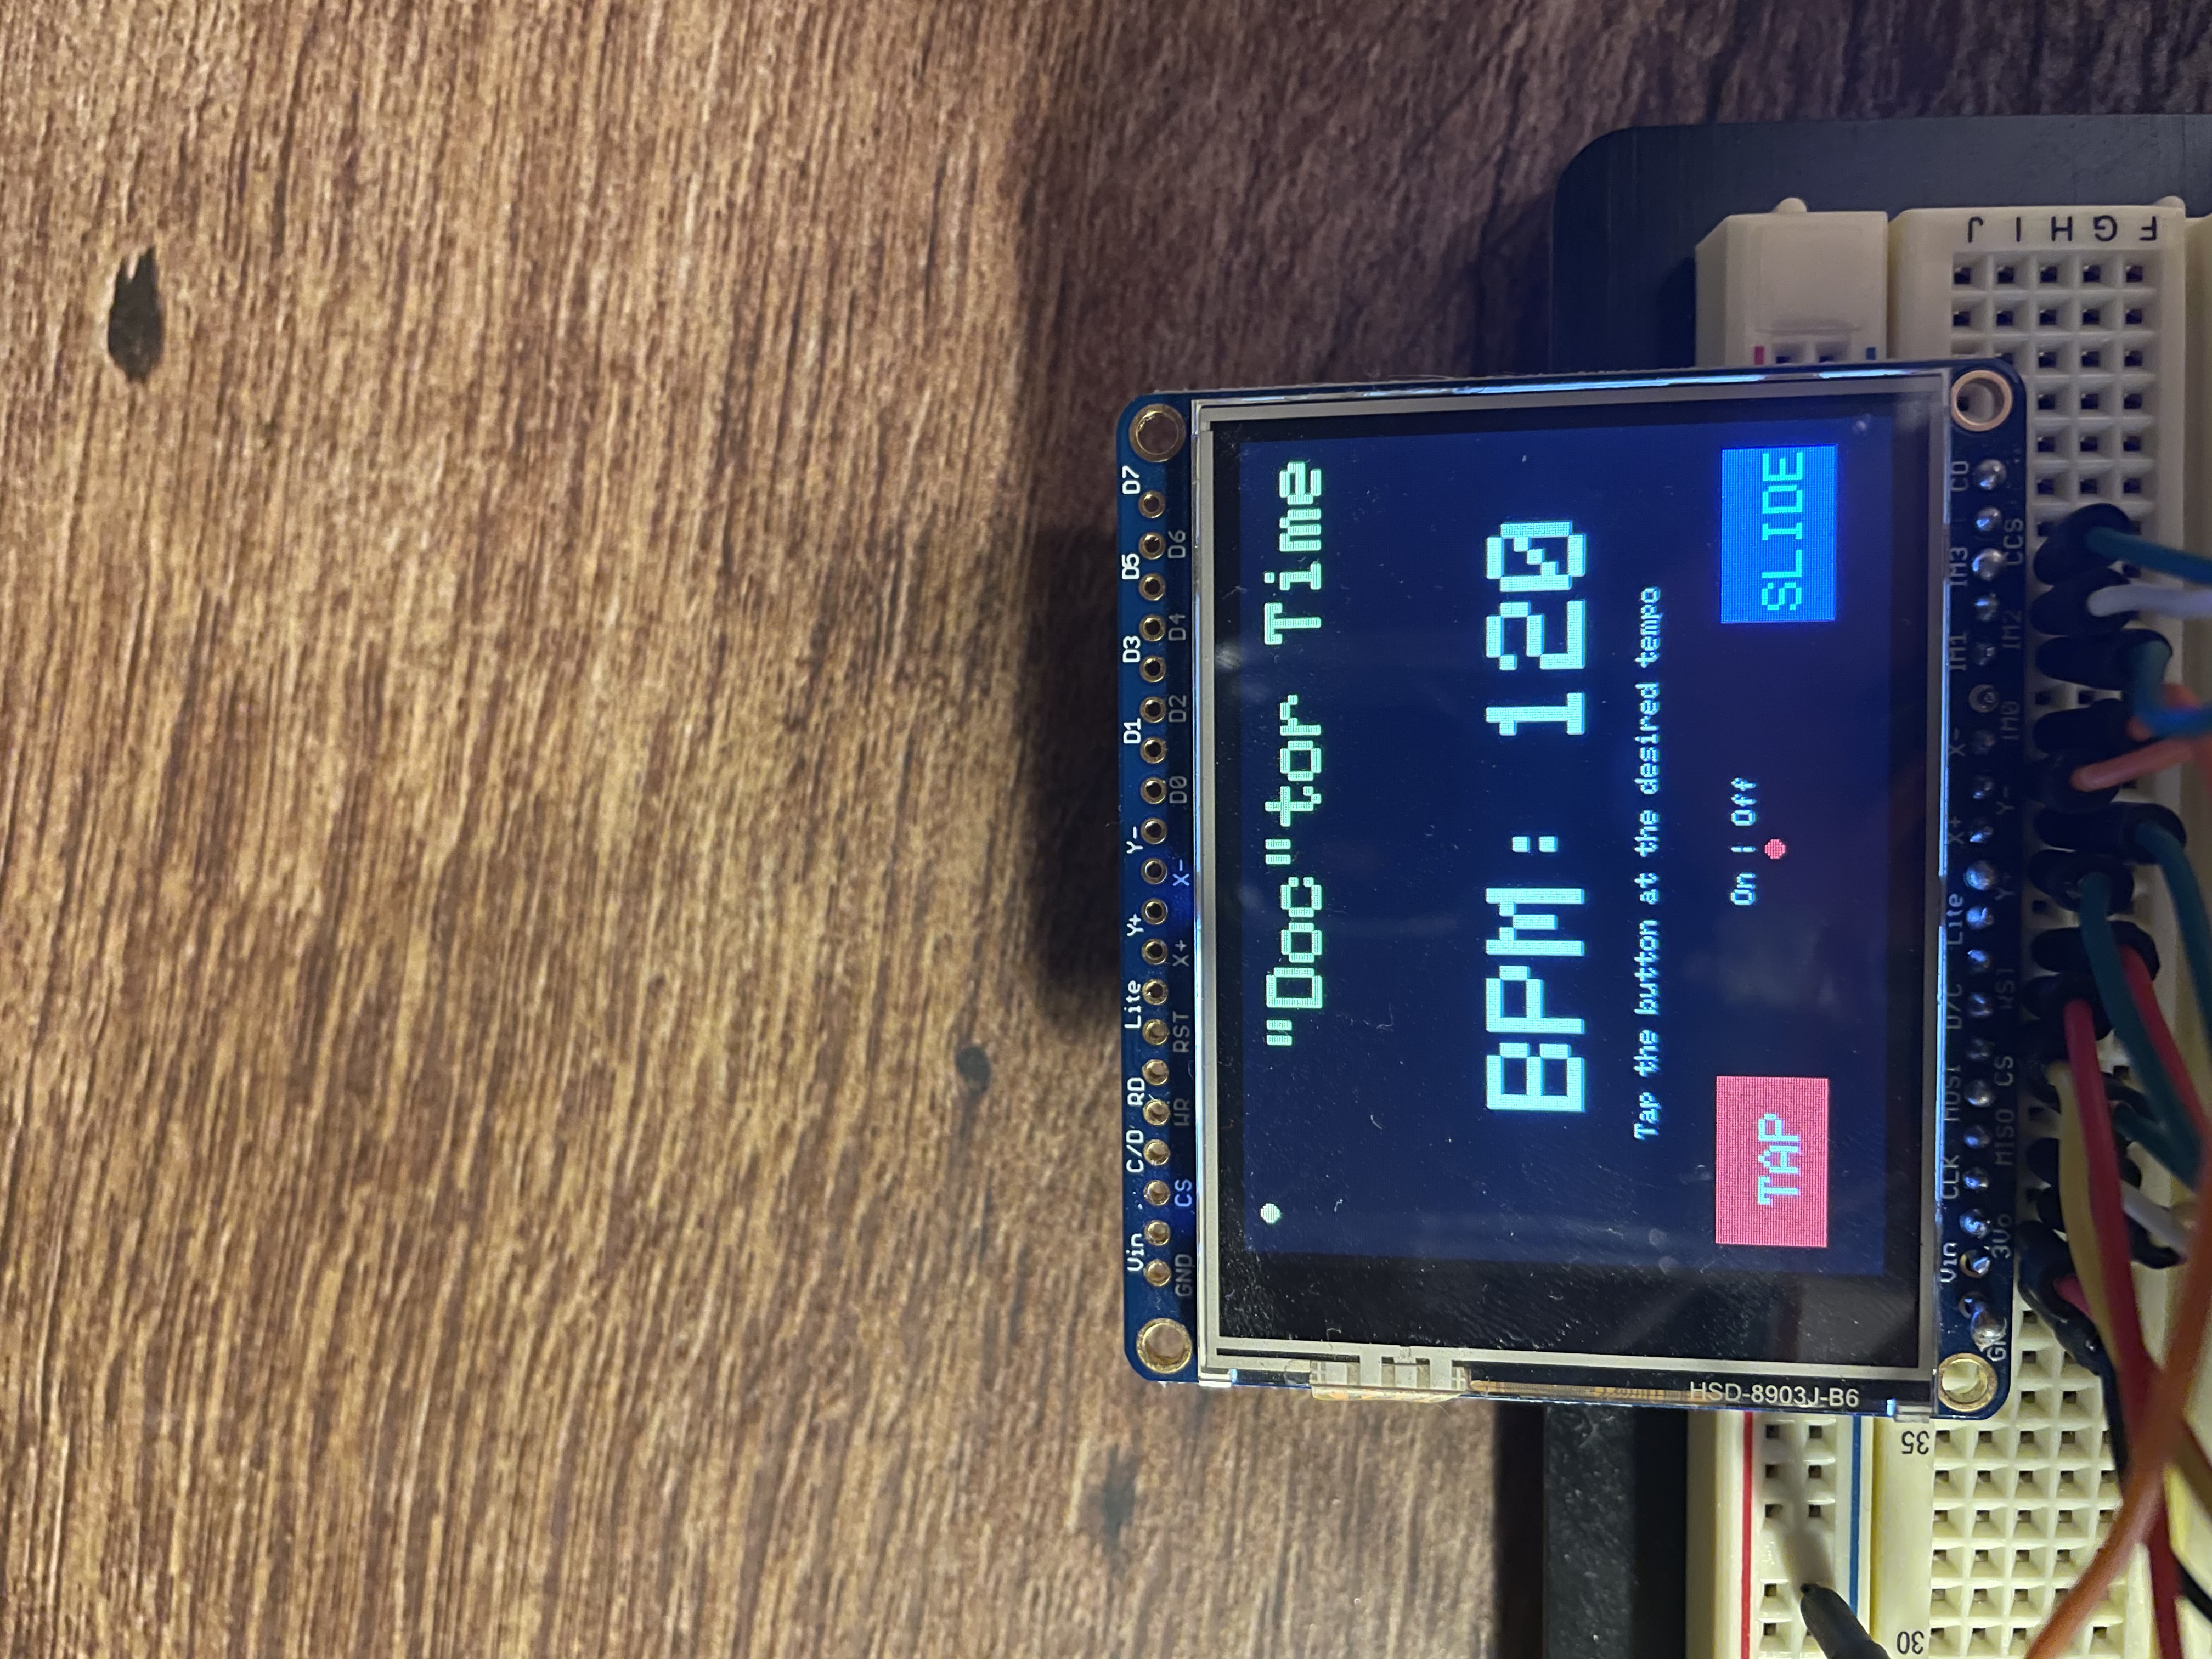 Vin C/D RD Lite Y+ Y- D1 D3 D5 D7
GND CS WR RST X+ X- D0 D2 D4 D6
"Doc"tor Time
BPM: 120
Tap the button at the desired tempo
On | Off
TAP
SLIDE
HSD-8903J-B6
30
35
Vin CLK MOSI D/C Lite X+ X- IM1 IM3 CD
3Vo MISO CS RST Y+ Y- IM0 IM2 CCS
J
I
H
G
F